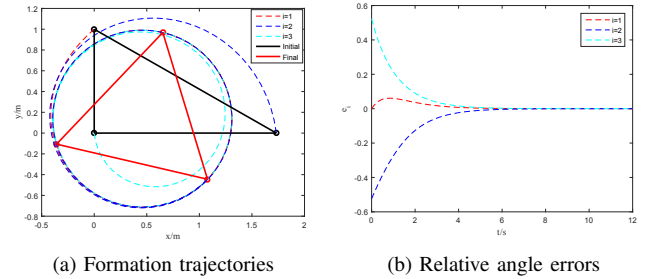 1.2
1
0.8
0.6
0.4
0.2
0
-0.2
-0.4
-0.6
-0.8
y/m
-0.5 0 0.5 1 1.5 2
x/m
i=1
i=2
i=3
Initial
Final
(a) Formation trajectories
0.6
0.4
0.2
0
-0.2
-0.4
-0.6
e_i
0 2 4 6 8 10 12
t/s
i=1
i=2
i=3
(b) Relative angle errors